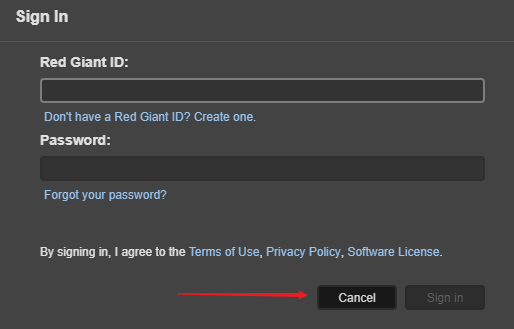 Sign In
Red Giant ID:
Don't have a Red Giant ID? Create one.
Password:
Forgot your password?
By signing in, I agree to the Terms of Use, Privacy Policy, Software License.
Cancel Sign in